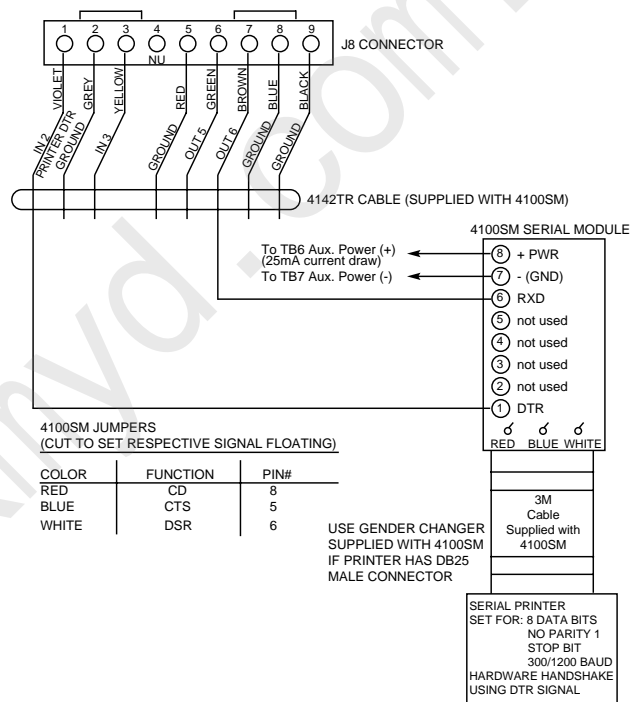 1 2 3 4 5 6 7 8 9
J8 CONNECTOR
NU
VIOLET
GREY
YELLOW
RED
GREEN
BROWN
BLUE
BLACK
IN 2
PRINTER DTR
GROUND
IN 3
GROUND
OUT 5
OUT 6
GROUND
GROUND
4142TR CABLE (SUPPLIED WITH 4100SM)
4100SM SERIAL MODULE
To TB6 Aux. Power (+)
(25mA current draw)
To TB7 Aux. Power (-)
8 + PWR
7 - (GND)
6 RXD
5 not used
4 not used
3 not used
2 not used
1 DTR
RED BLUE WHITE
4100SM JUMPERS
(CUT TO SET RESPECTIVE SIGNAL FLOATING)
COLOR FUNCTION PIN#
RED CD 8
BLUE CTS 5
WHITE DSR 6
3M
Cable
Supplied with
4100SM
USE GENDER CHANGER
SUPPLIED WITH 4100SM
IF PRINTER HAS DB25
MALE CONNECTOR
SERIAL PRINTER
SET FOR: 8 DATA BITS
NO PARITY 1
STOP BIT
300/1200 BAUD
HARDWARE HANDSHAKE
USING DTR SIGNAL